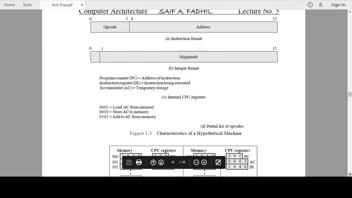 Home Tools
Sign In
Computer Architecture SAIF A. FADHIL Lecture No. 5
0 3 4 15
Opcode Address
(a) Instruction format
0 1 15
Magnitude
(b) Integer format
Program counter (PC) = Address of instruction
Instruction register (IR) = Instruction being executed
Accumulator (AC) = Temporary storage
(c) Internal CPU registers
0001 = Load AC from memory
0010 = Store AC to memory
0101 = Add to AC from memory
(d) Partial list of opcodes
Figure 1.3 Characteristics of a Hypothetical Machine
Memory CPU registers Memory CPU registers